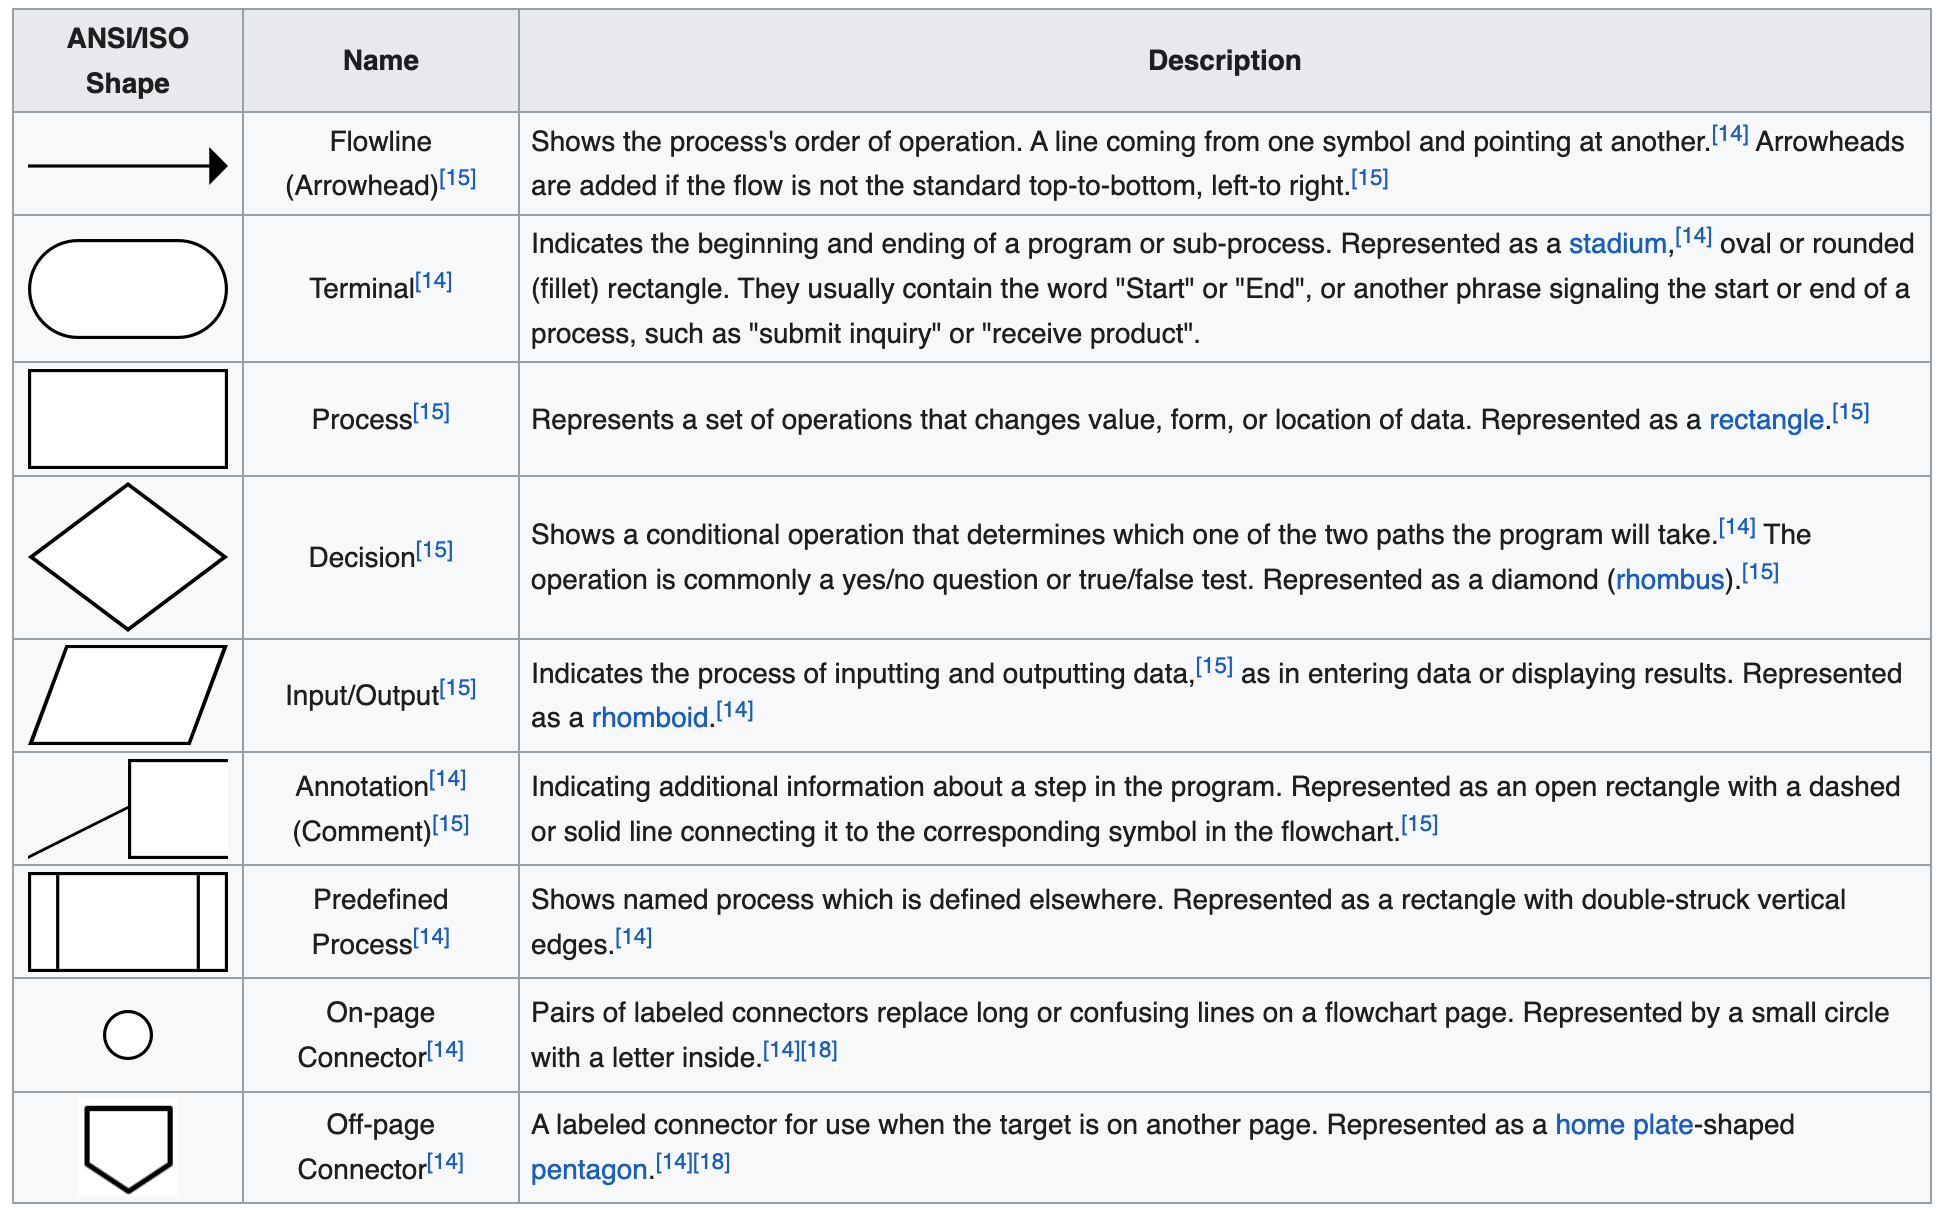 ANSI/ISO
Shape
Name
Description
Flowline
(Arrowhead)[15]
Shows the process's order of operation. A line coming from one symbol and pointing at another.[14] Arrowheads
are added if the flow is not the standard top-to-bottom, left-to right.[15]
Terminal[14]
Indicates the beginning and ending of a program or sub-process. Represented as a stadium,[14] oval or rounded
(fillet) rectangle. They usually contain the word "Start" or "End", or another phrase signaling the start or end of a
process, such as "submit inquiry" or "receive product".
Process[15]
Represents a set of operations that changes value, form, or location of data. Represented as a rectangle.[15]
Decision[15]
Shows a conditional operation that determines which one of the two paths the program will take.[14] The
operation is commonly a yes/no question or true/false test. Represented as a diamond (rhombus).[15]
Input/Output[15]
Indicates the process of inputting and outputting data,[15] as in entering data or displaying results. Represented
as a rhomboid.[14]
Annotation[14]
(Comment)[15]
Indicating additional information about a step in the program. Represented as an open rectangle with a dashed
or solid line connecting it to the corresponding symbol in the flowchart.[15]
Predefined
Process[14]
Shows named process which is defined elsewhere. Represented as a rectangle with double-struck vertical
edges.[14]
On-page
Connector[14]
Pairs of labeled connectors replace long or confusing lines on a flowchart page. Represented by a small circle
with a letter inside.[14][18]
Off-page
Connector[14]
A labeled connector for use when the target is on another page. Represented as a home plate-shaped
pentagon.[14][18]